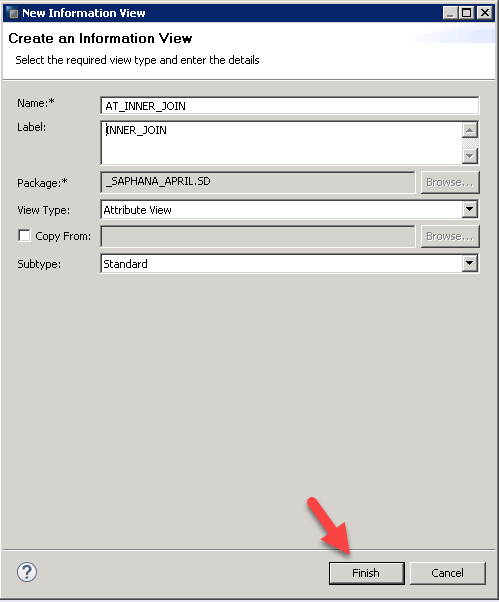 New Information View
Create an Information View
Select the required view type and enter the details
Name:* AT_INNER_JOIN
Label: INNER_JOIN
Package:* _SAPHANA_APRIL.SD Browse...
View Type: Attribute View
Copy From: Browse...
Subtype: Standard
? Finish Cancel